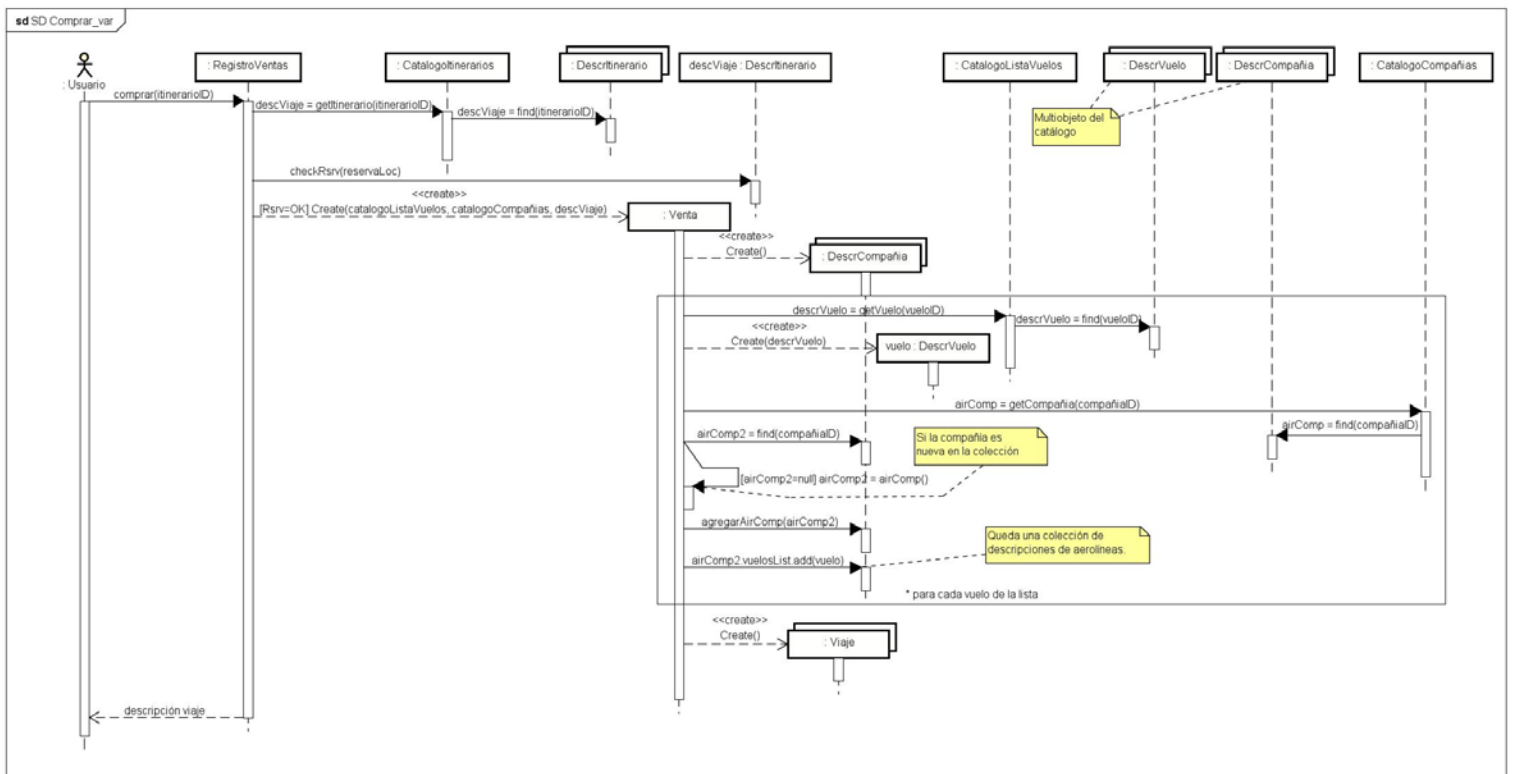 sd SD Comprar_var
: Usuario
: RegistroVentas
: CatalogoItinerarios
: DescrItinerario
descViaje : DescrItinerario
: CatalogoListaVuelos
: DescrVuelo
: DescrCompañia
: CatalogoCompañias
comprar(itinerarioID)
descViaje = getItinerario(itinerarioID)
descViaje = find(itinerarioID)
Multiobjeto del
catálogo
checkRsrv(reservaLoc)
<<create>>
[Rsrv=OK] Create(catalogoListaVuelos, catalogoCompañias, descViaje)
: Venta
<<create>>
Create()
: DescrCompañia
descrVuelo = getVuelo(vueloID)
descrVuelo = find(vueloID)
<<create>>
Create(descrVuelo)
vuelo : DescrVuelo
airComp = getCompañia(compañiaID)
airComp = find(compañiaID)
airComp2 = find(compañiaID)
Si la compañía es
nueva en la colección
[airComp2=null] airComp2 = airComp()
agregarAirComp(airComp2)
Queda una colección de
descripciones de aerolíneas.
airComp2.vuelosList.add(vuelo)
* para cada vuelo de la lista
<<create>>
Create()
: Viaje
descripción viaje